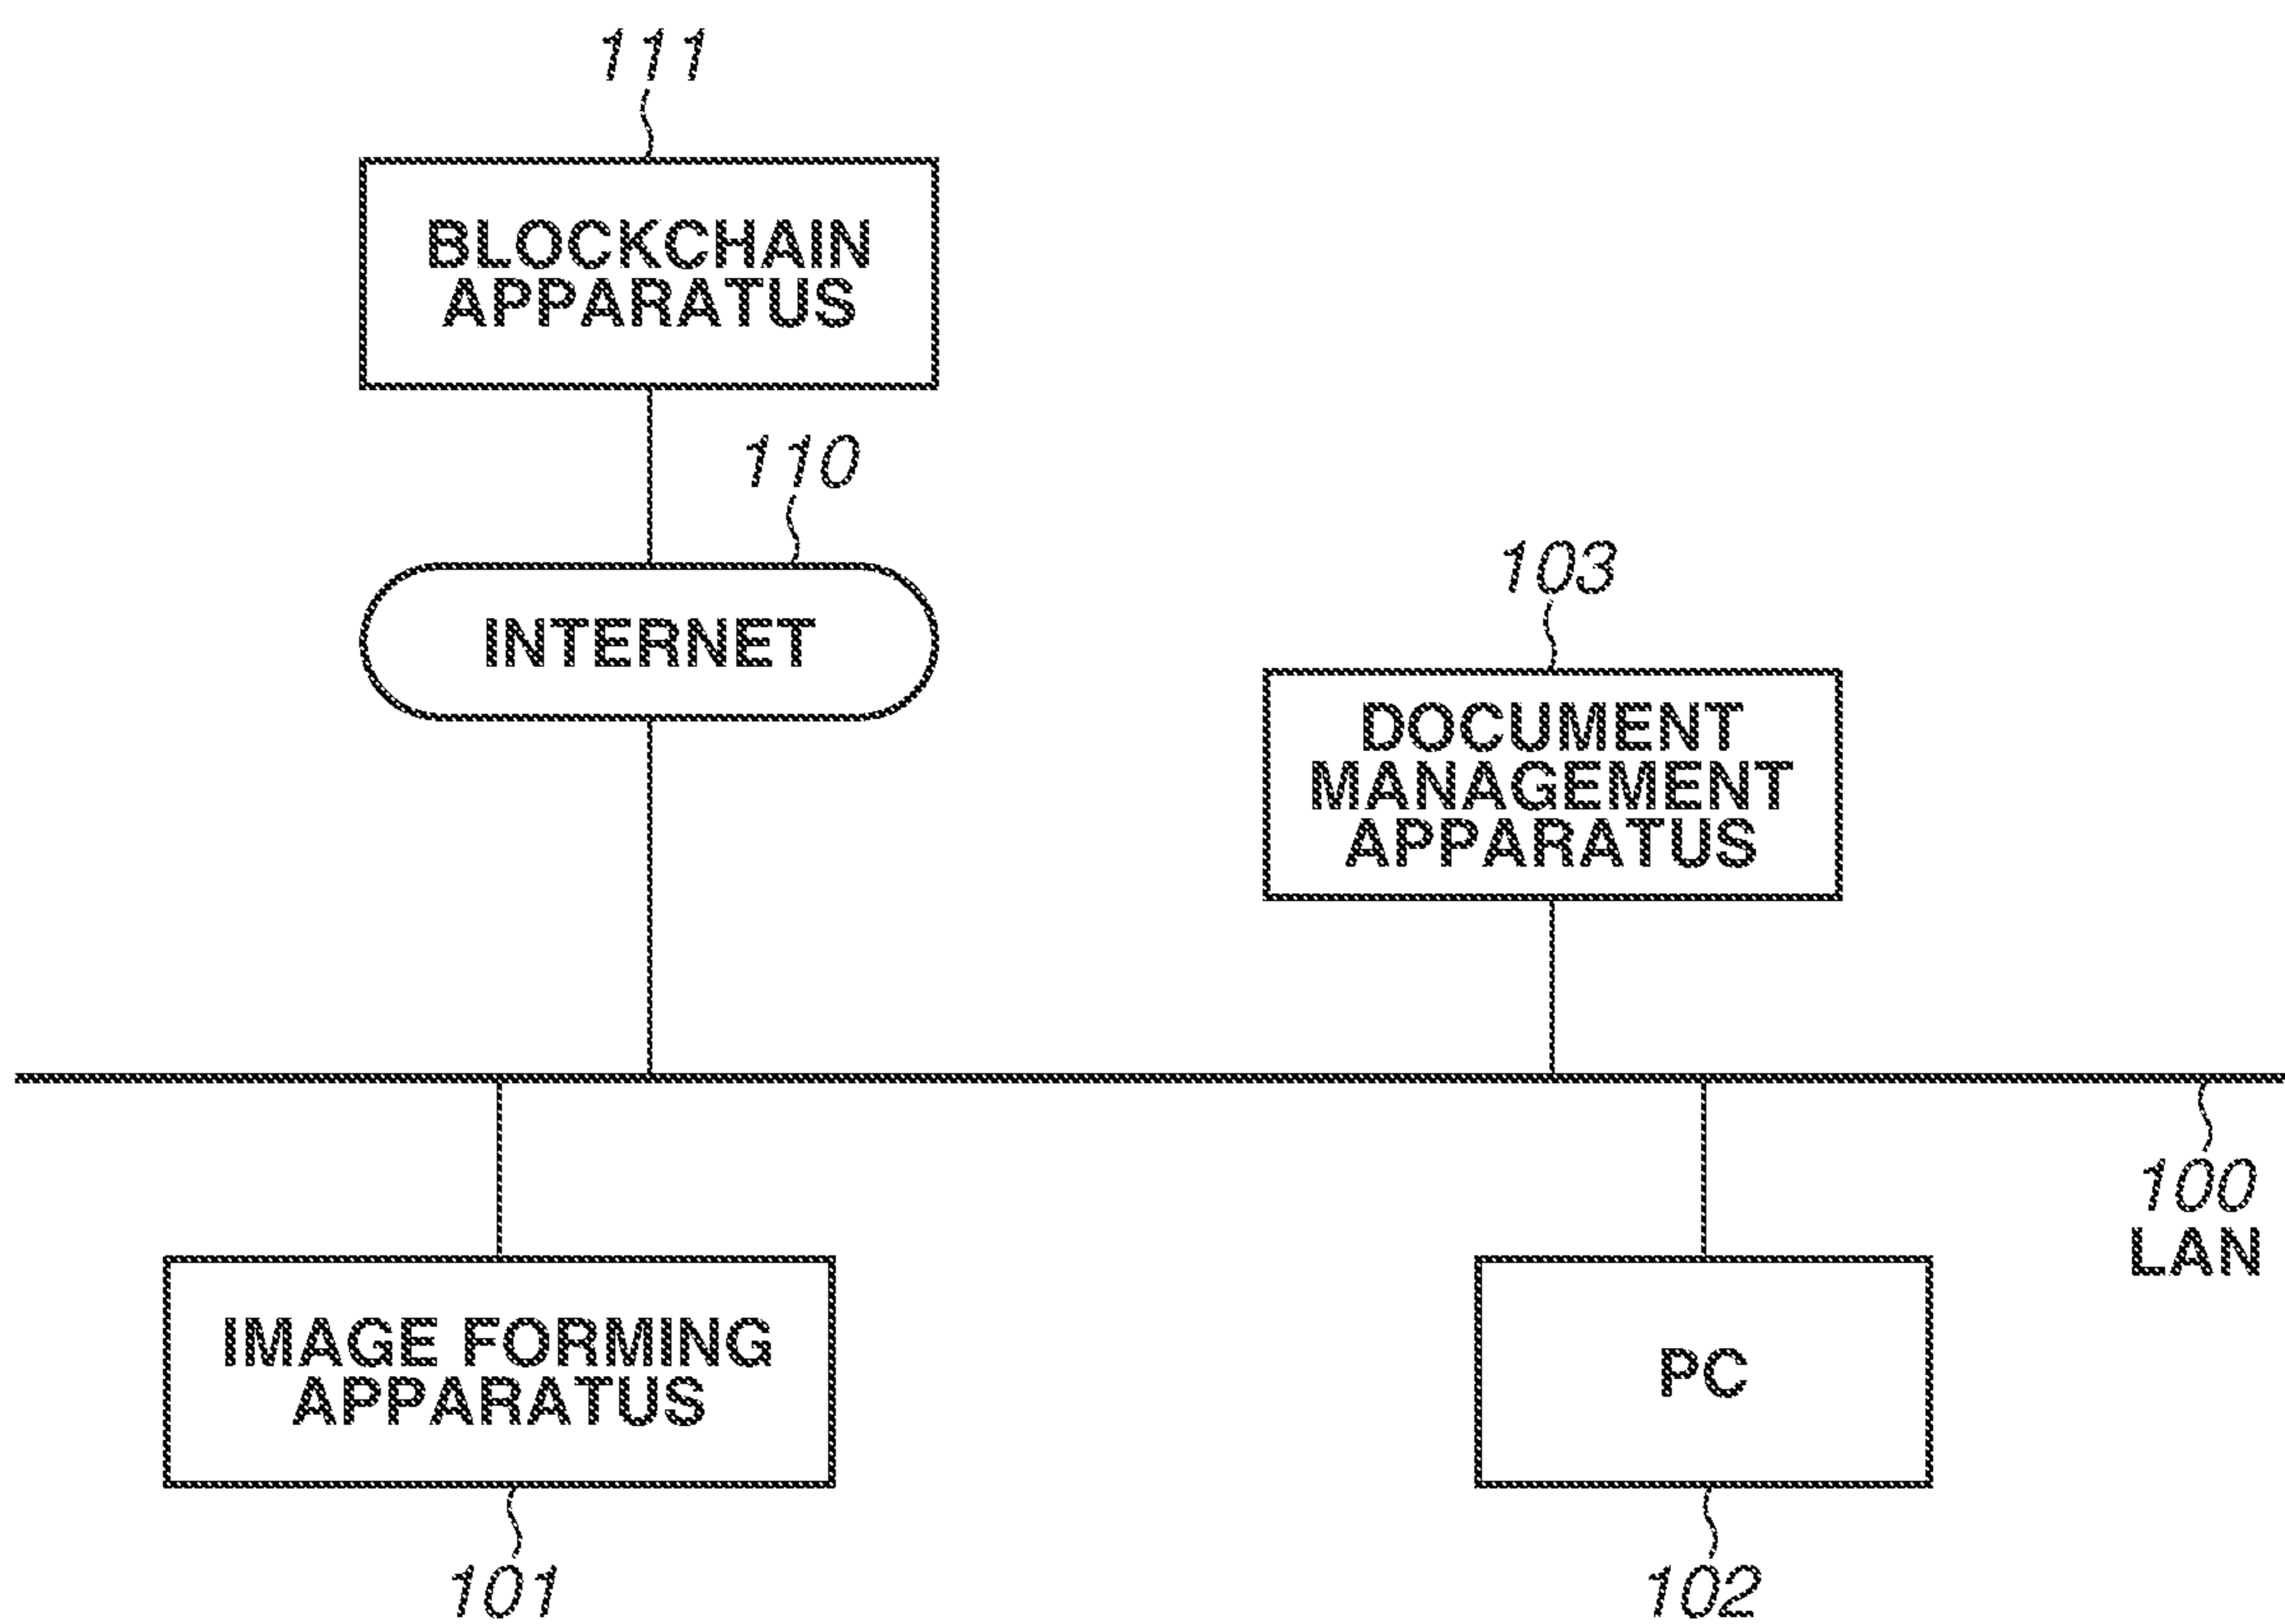 111
BLOCKCHAIN
APPARATUS
110
INTERNET
103
DOCUMENT
MANAGEMENT
APPARATUS
100
LAN
IMAGE FORMING
APPARATUS
101
PC
102